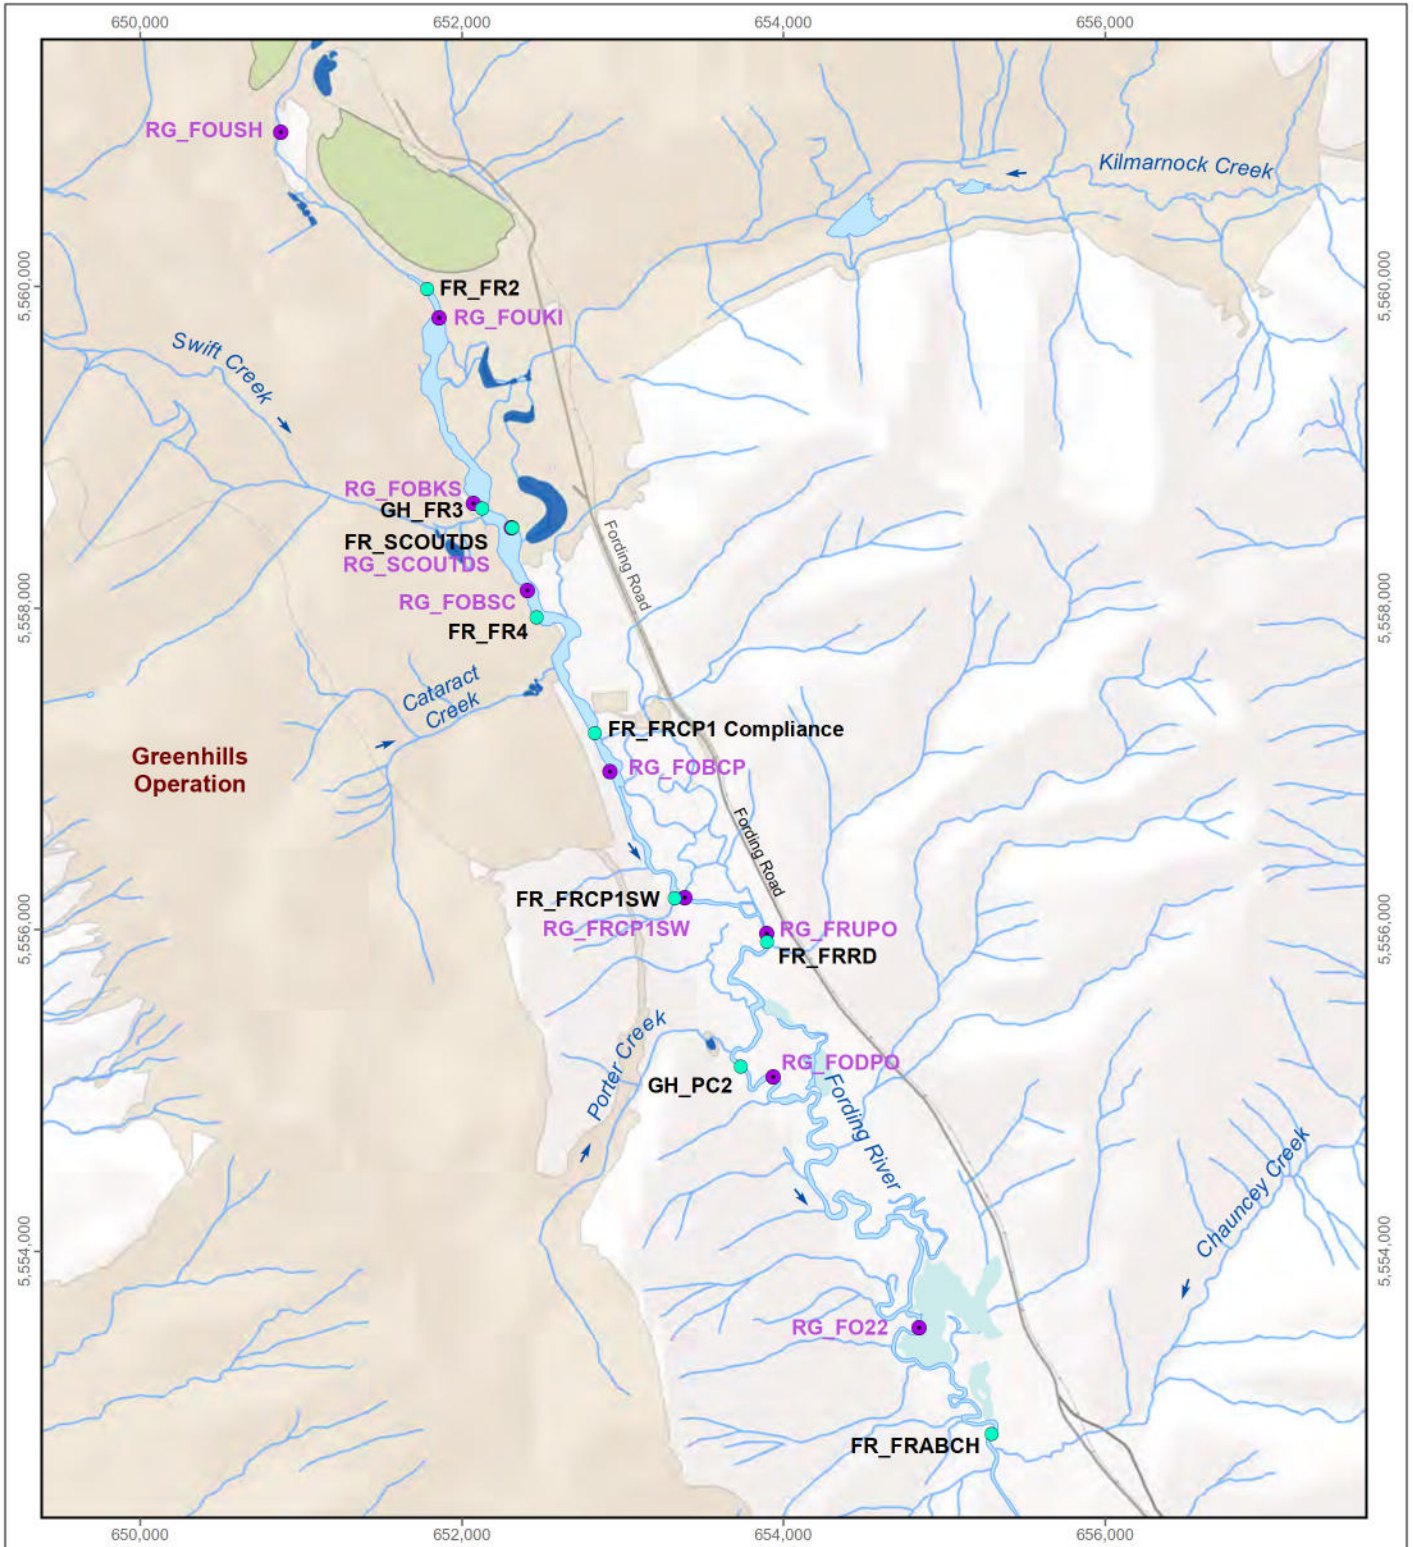 650,000
652,000
654,000
656,000
RG_FOUSH
Kilmarnock Creek
5,560,000
5,560,000
FR_FR2
RG_FOUKI
Swift Creek
RG_FOBKS
GH_FR3
FR_SCOUTDS
RG_SCOUTDS
Fording Road
RG_FOBSC
5,558,000
5,558,000
FR_FR4
Cataract
Creek
FR_FRCP1 Compliance
Greenhills
Operation
RG_FOBCP
Fording Road
FR_FRCP1SW
RG_FRCP1SW
RG_FRUPO
5,556,000
5,556,000
FR_FRRD
Porter Creek
RG_FODPO
GH_PC2
Fording River
Chauncey Creek
5,554,000
5,554,000
RG_FO22
FR_FRABCH
650,000
652,000
654,000
656,000